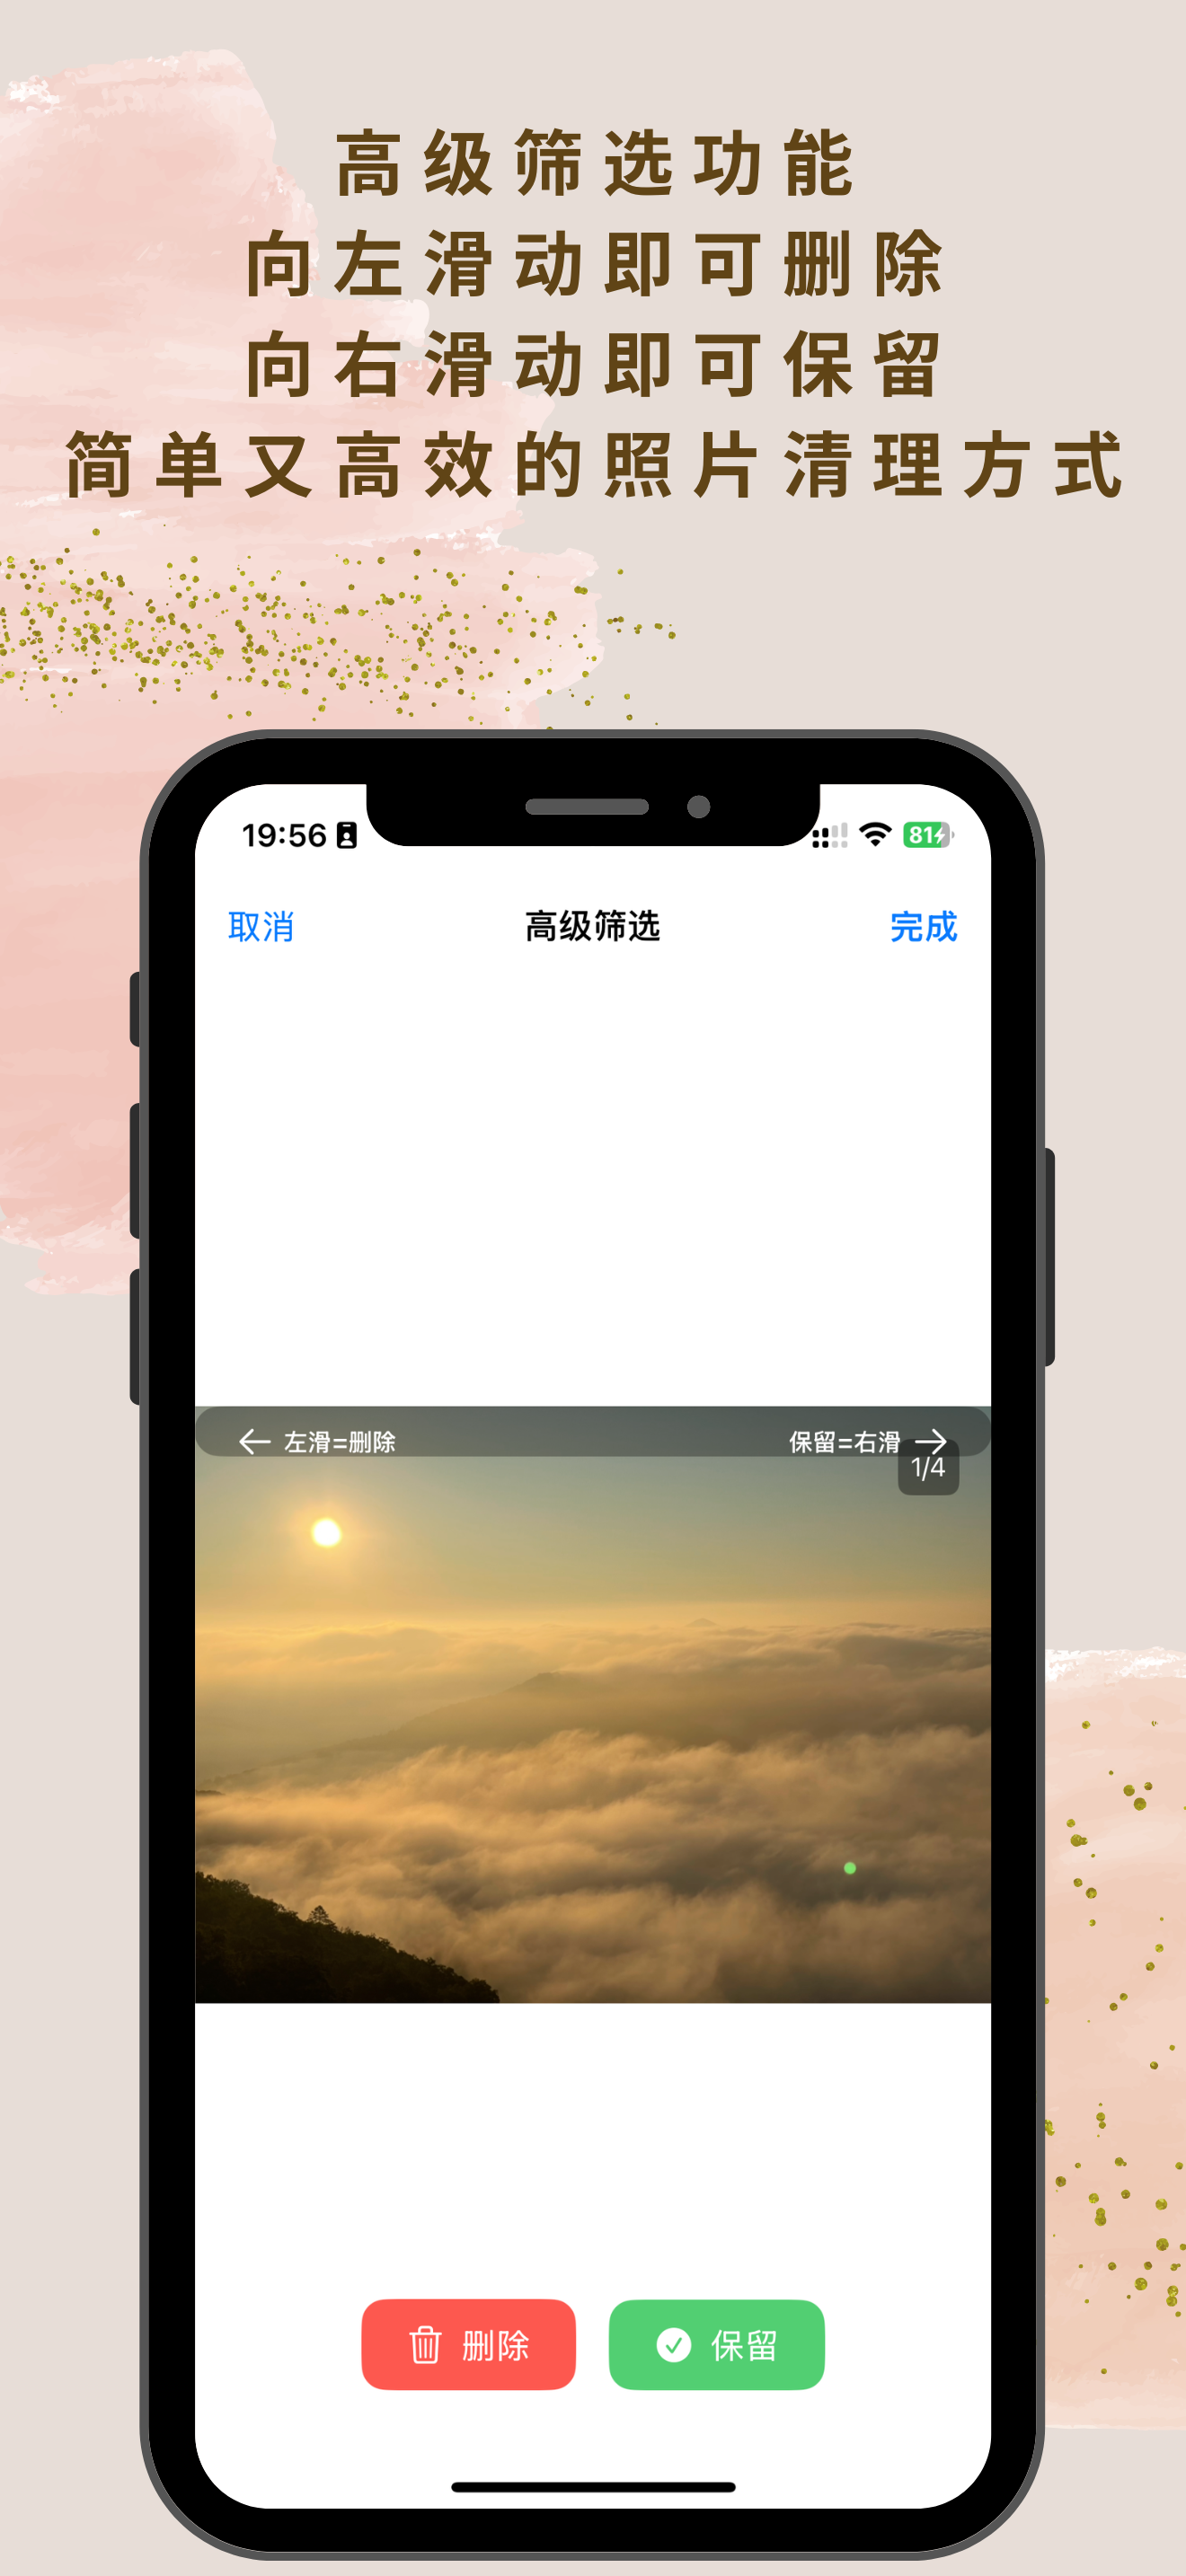 高级筛选功能
向左滑动即可删除
向右滑动即可保留
简单又高效的照片清理方式
19:56
81
取消 高级筛选 完成
左滑=删除 保留=右滑
1/4
删除 保留